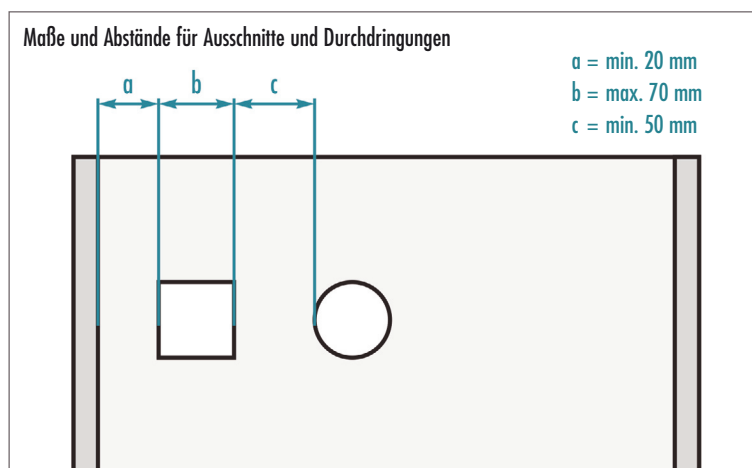 Maße und Abstände für Ausschnitte und Durchdringungen
a = min. 20 mm
b = max. 70 mm
c = min. 50 mm
a b c